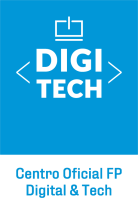 DIGI
TECH
Centro Oficial FP
Digital & Tech